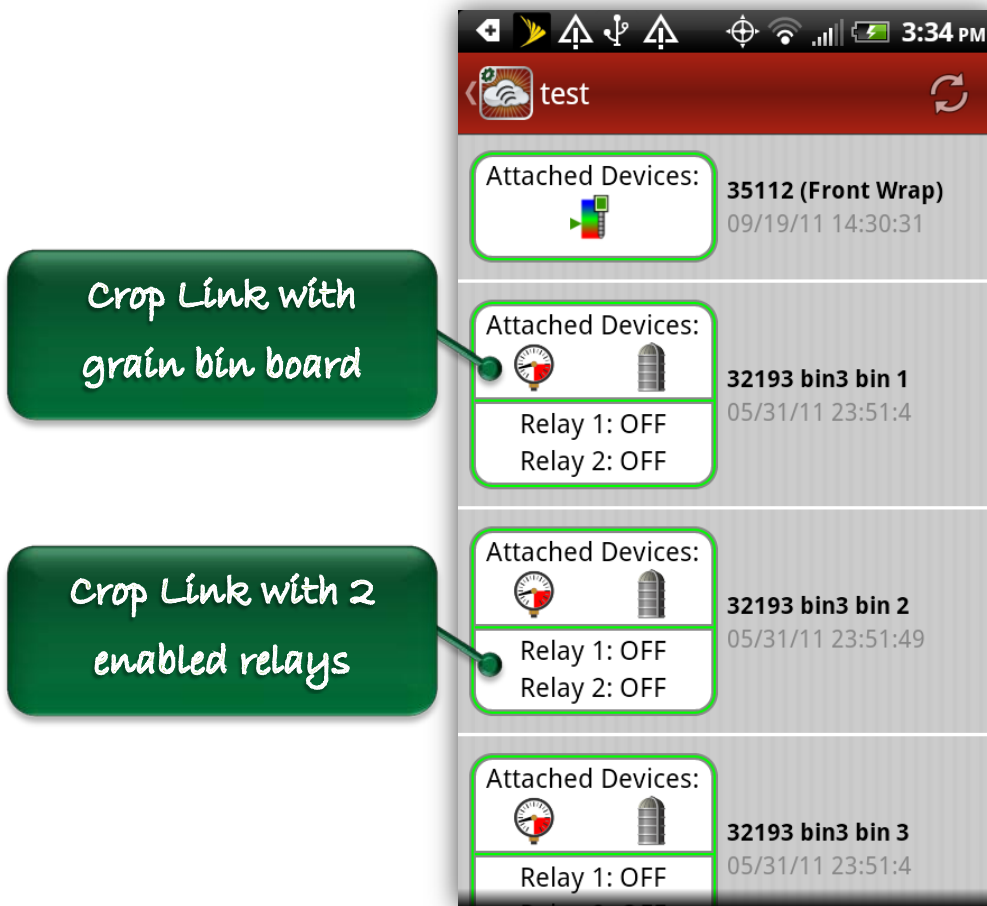 3:34 PM
test
Attached Devices:
35112 (Front Wrap)
09/19/11 14:30:31
Crop Link with
grain bin board
Attached Devices:
32193 bin3 bin 1
05/31/11 23:51:4
Relay 1: OFF
Relay 2: OFF
Crop Link with 2
enabled relays
Attached Devices:
32193 bin3 bin 2
05/31/11 23:51:49
Relay 1: OFF
Relay 2: OFF
Attached Devices:
32193 bin3 bin 3
05/31/11 23:51:4
Relay 1: OFF